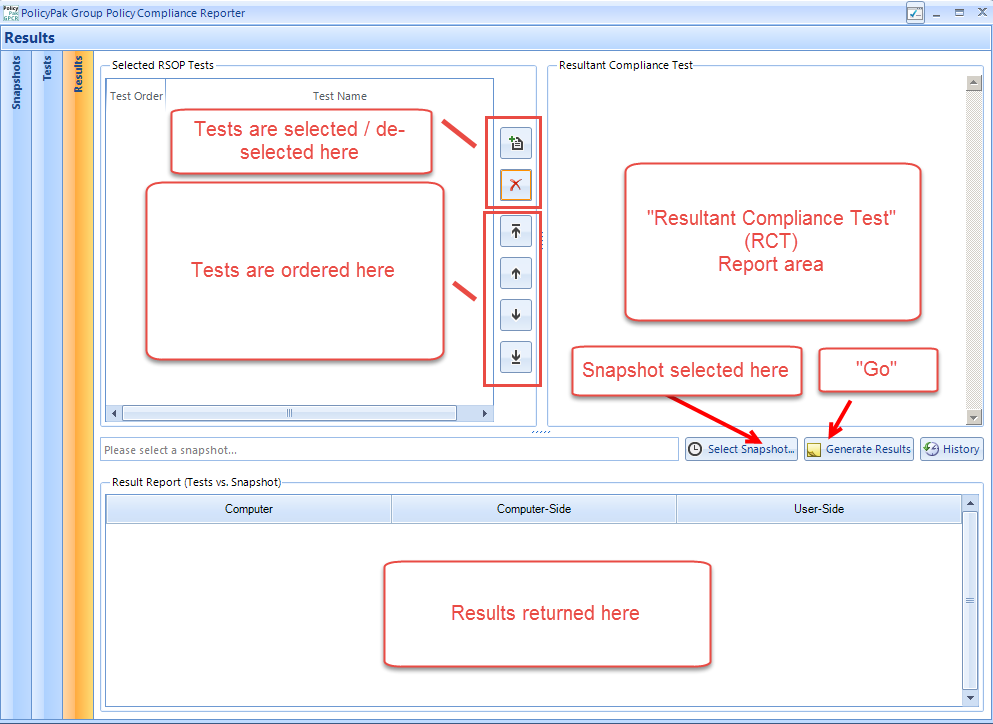 Policy
Pak
GPCR
PolicyPak Group Policy Compliance Reporter
Results
Snapshots
Tests
Results
Selected RSOP Tests
Test Order
Test Name
Tests are selected / de-
selected here
Tests are ordered here
Resultant Compliance Test
"Resultant Compliance Test"
(RCT)
Report area
Snapshot selected here
"Go"
Please select a snapshot...
Select Snapshot...
Generate Results
History
Result Report (Tests vs. Snapshot)
Computer
Computer-Side
User-Side
Results returned here